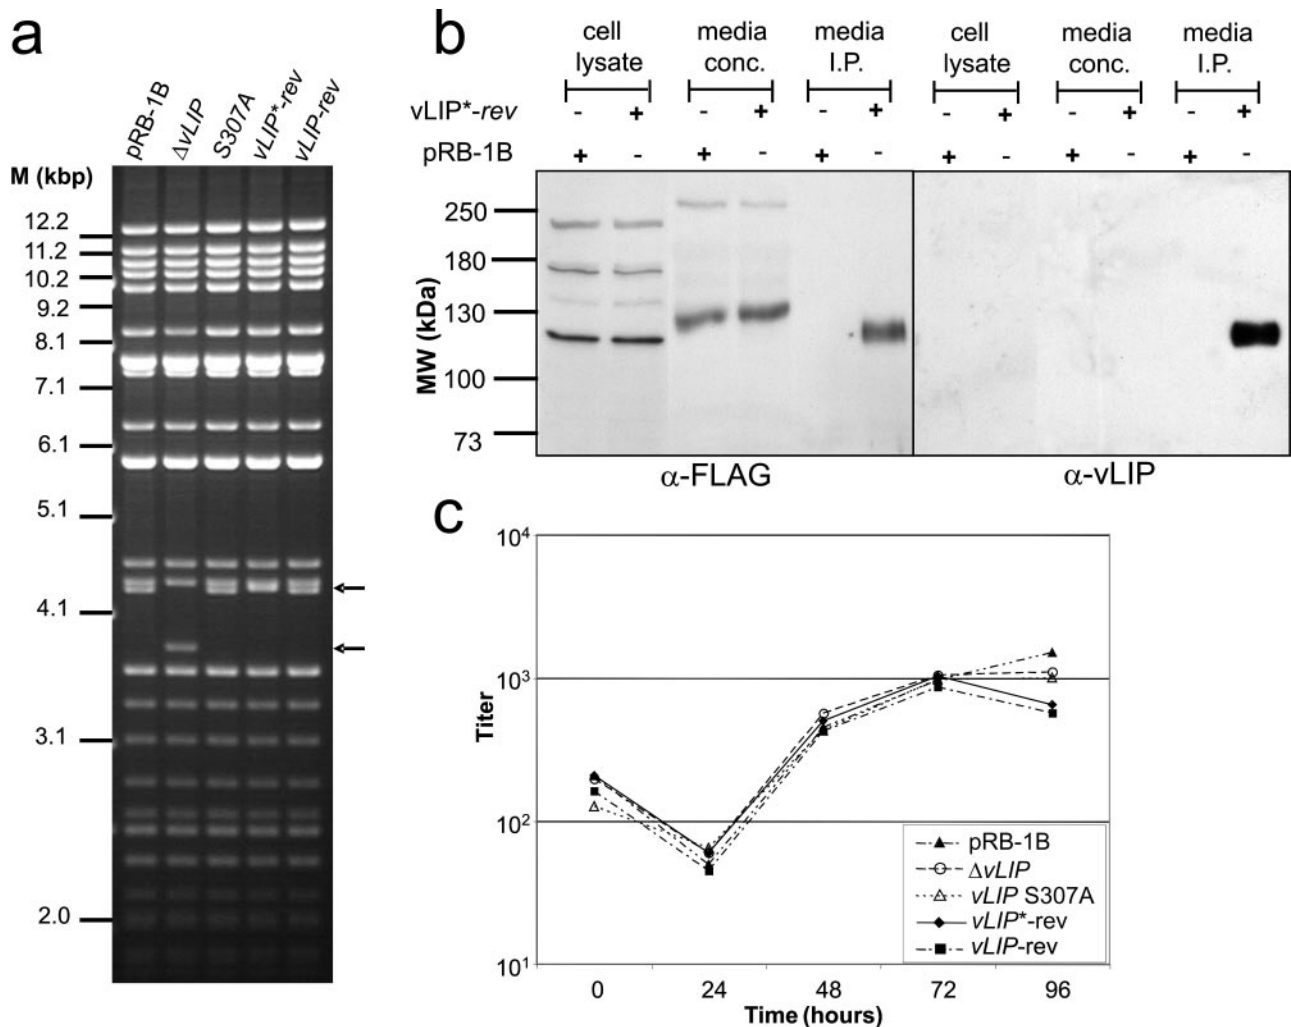 a
pRB-1B
ΔvLIP
S307A
vLIP*-rev
vLIP-rev
M (kbp)
12.2
11.2
10.2
9.2
8.1
7.1
6.1
5.1
4.1
3.1
2.0
b
cell lysate
media conc.
media I.P.
cell lysate
media conc.
media I.P.
vLIP*-rev - + - + - + - + - + - +
pRB-1B + - + - + - + - + - + -
MW (kDa)
250
180
130
100
73
α-FLAG
α-vLIP
c
Titer
10⁴
10³
10²
10¹
0 24 48 72 96
Time (hours)
pRB-1B
ΔvLIP
vLIP S307A
vLIP*-rev
vLIP-rev